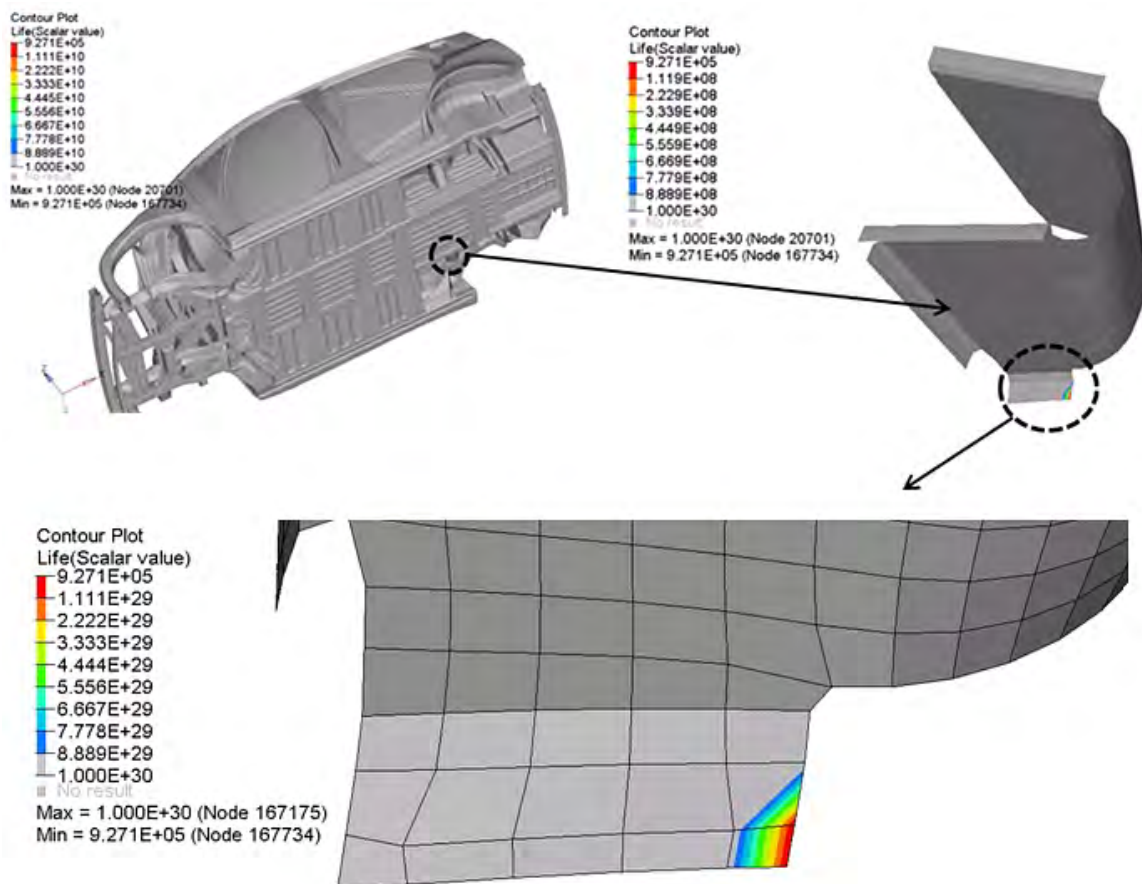 Contour Plot
Life(Scalar value)
9.271E+05
1.111E+10
2.222E+10
3.333E+10
4.445E+10
5.556E+10
6.667E+10
7.778E+10
8.889E+10
1.000E+30
No result
Max = 1.000E+30 (Node 20701)
Min = 9.271E+05 (Node 167734)
Z
Contour Plot
Life(Scalar value)
9.271E+05
1.119E+08
2.229E+08
3.339E+08
4.449E+08
5.559E+08
6.669E+08
7.779E+08
8.889E+08
1.000E+30
No result
Max = 1.000E+30 (Node 20701)
Min = 9.271E+05 (Node 167734)
Contour Plot
Life(Scalar value)
9.271E+05
1.111E+29
2.222E+29
3.333E+29
4.444E+29
5.556E+29
6.667E+29
7.778E+29
8.889E+29
1.000E+30
No result
Max = 1.000E+30 (Node 167175)
Min = 9.271E+05 (Node 167734)